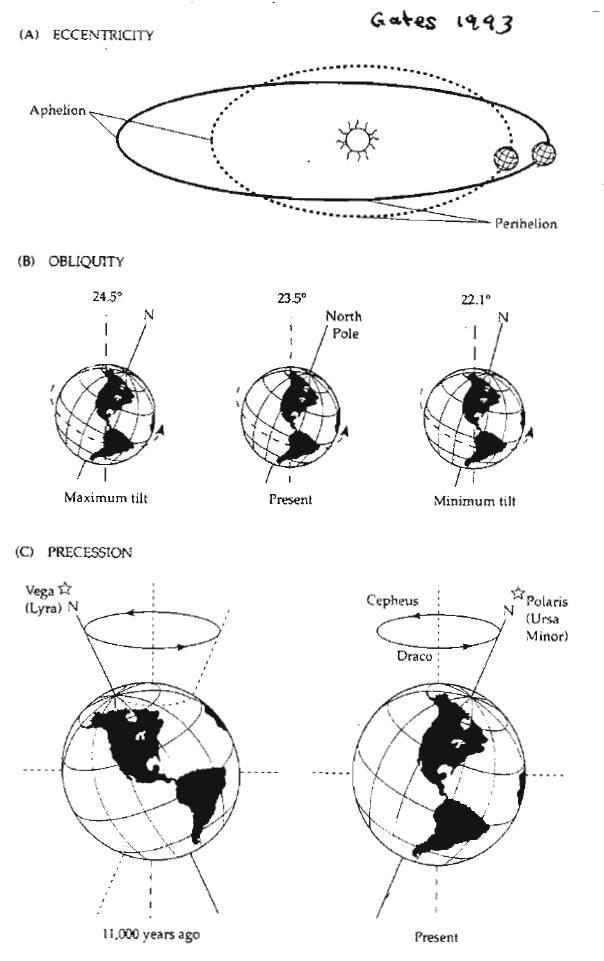 Gates 1993
(A) ECCENTRICITY
Aphelion
Perihelion
(B) OBLIQUITY
24.5°
N
Maximum tilt
23.5°
North
Pole
Present
22.1°
N
Minimum tilt
(C) PRECESSION
Vega
(Lyra) N
11,000 years ago
Cepheus
Draco
N
Polaris
(Ursa
Minor)
Present